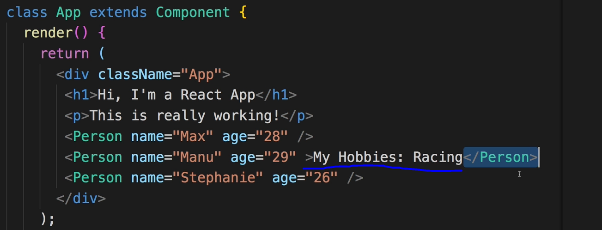 class App extends Component {
render() {
return (
<div className="App">
<h1>Hi, I'm a React App</h1>
<p>This is really working!</p>
<Person name="Max" age="28" />
<Person name="Manu" age="29" >My Hobbies: Racing</Person>
<Person name="Stephanie" age="26" />
</div>
);